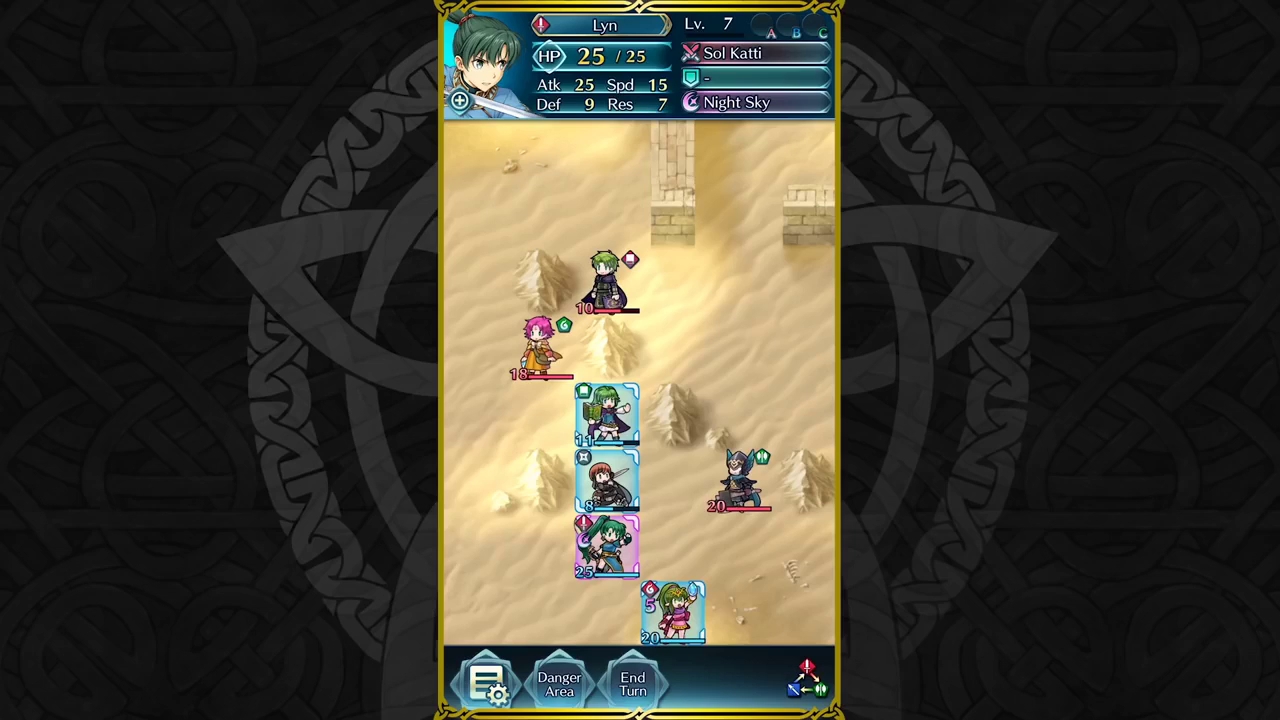 Lyn
Lv. 7
A B C
HP 25 / 25
Sol Katti
Atk 25 Spd 15
-
Def 9 Res 7
Night Sky
10
18
11
8
20
25
5
20
Danger
Area
End
Turn